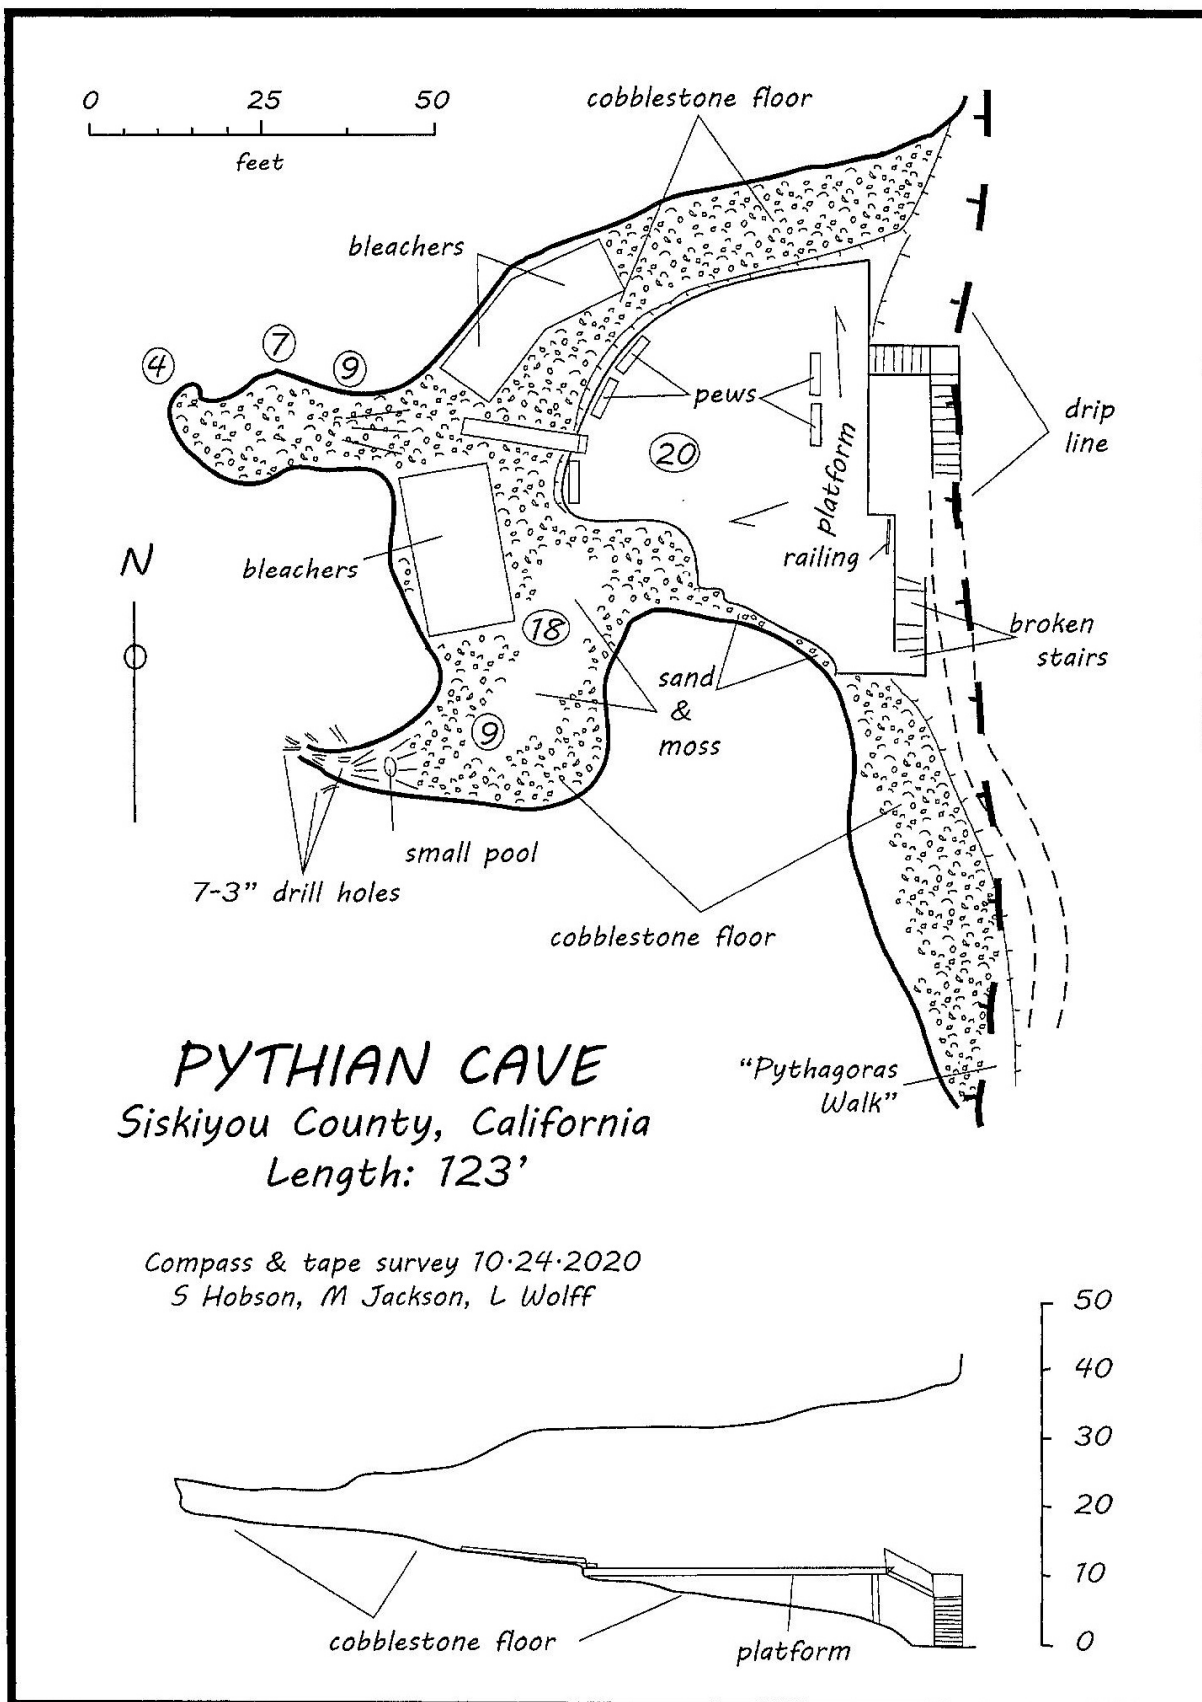 0 25 50
feet
cobblestone floor
bleachers
4
7
9
pews
20
platform
drip
line
N
bleachers
railing
18
broken
stairs
sand
&
moss
9
small pool
7-3” drill holes
cobblestone floor
PYTHIAN CAVE
Siskiyou County, California
Length: 123’
“Pythagoras
Walk”
Compass & tape survey 10·24·2020
S Hobson, M Jackson, L Wolff
50
40
30
20
10
0
cobblestone floor
platform